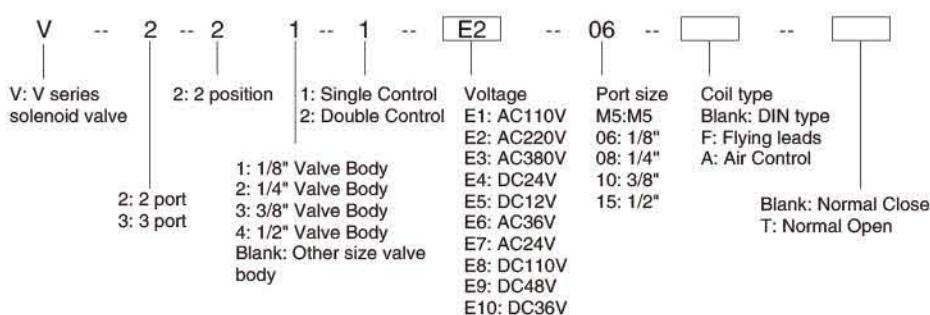 V -- 2 -- 2 1 -- 1 -- E2 -- 06 -- --
V: V series
solenoid valve
2: 2 port
3: 3 port
2: 2 position
1: 1/8" Valve Body
2: 1/4" Valve Body
3: 3/8" Valve Body
4: 1/2" Valve Body
Blank: Other size valve
body
1: Single Control
2: Double Control
Voltage
E1: AC110V
E2: AC220V
E3: AC380V
E4: DC24V
E5: DC12V
E6: AC36V
E7: AC24V
E8: DC110V
E9: DC48V
E10: DC36V
Port size
M5:M5
06: 1/8"
08: 1/4"
10: 3/8"
15: 1/2"
Coil type
Blank: DIN type
F: Flying leads
A: Air Control
Blank: Normal Close
T: Normal Open